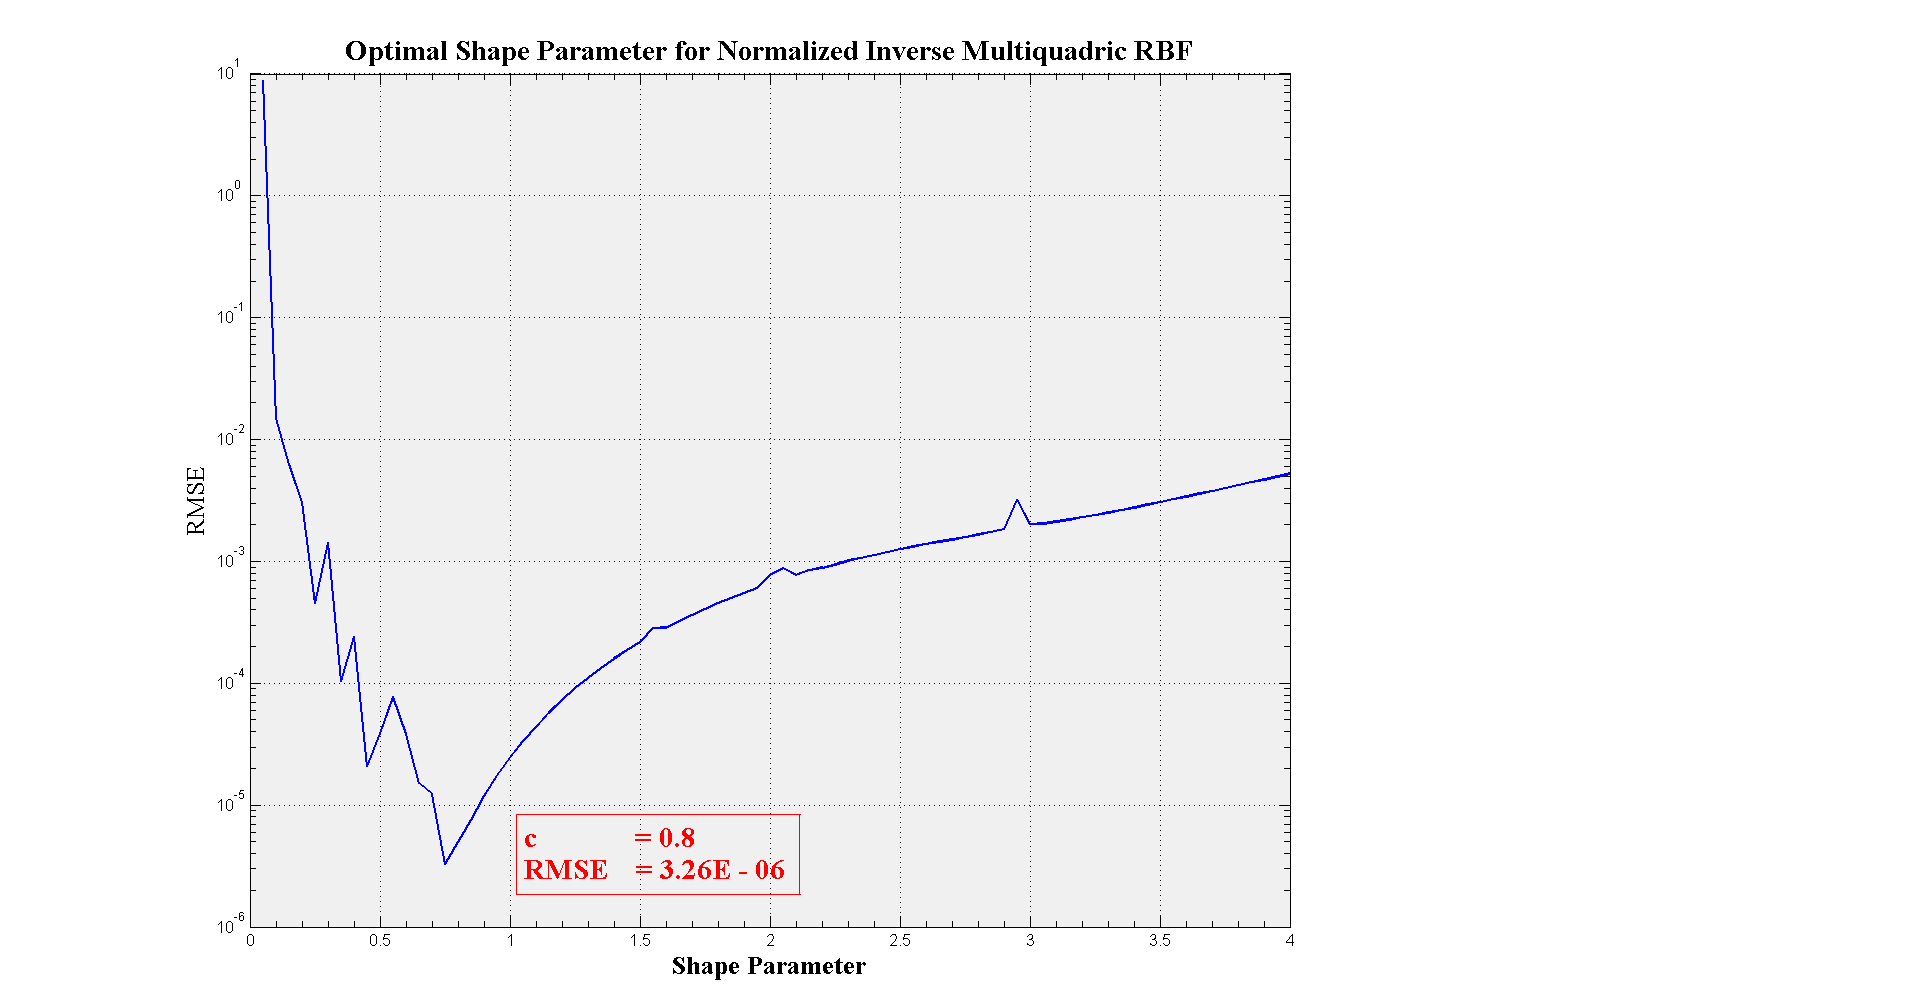 Optimal Shape Parameter for Normalized Inverse Multiquadric RBF
10^1
10^0
10^-1
10^-2
10^-3
10^-4
10^-5
10^-6
RMSE
c = 0.8
RMSE = 3.26E - 06
0 0.5 1 1.5 2 2.5 3 3.5 4
Shape Parameter